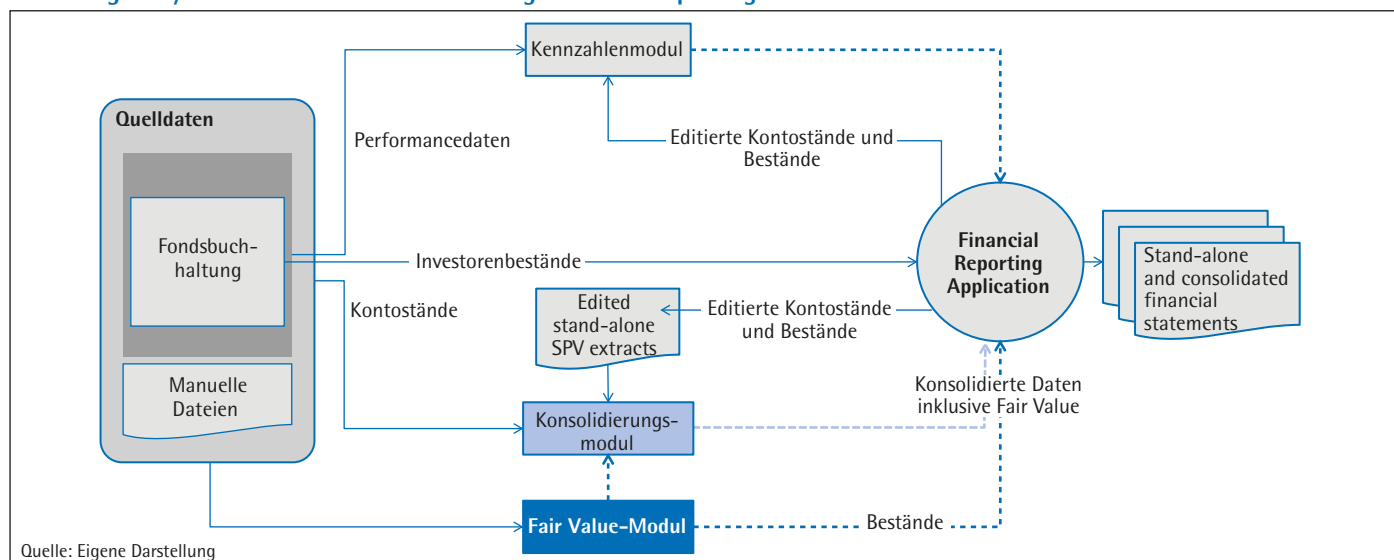 Kennzahlenmodul
Quelldaten
Performancedaten
Editierte Kontostände und
Bestände
Fondsbuch-
haltung
Investorenbestände
Financial
Reporting
Application
Stand-alone
and consolidated
financial
statements
Kontostände
Edited
stand-alone
SPV extracts
Editierte Kontostände
und Bestände
Manuelle
Dateien
Konsolidierte Daten
inklusive Fair Value
Konsolidierungs-
modul
Fair Value-Modul
Bestände
Quelle: Eigene Darstellung